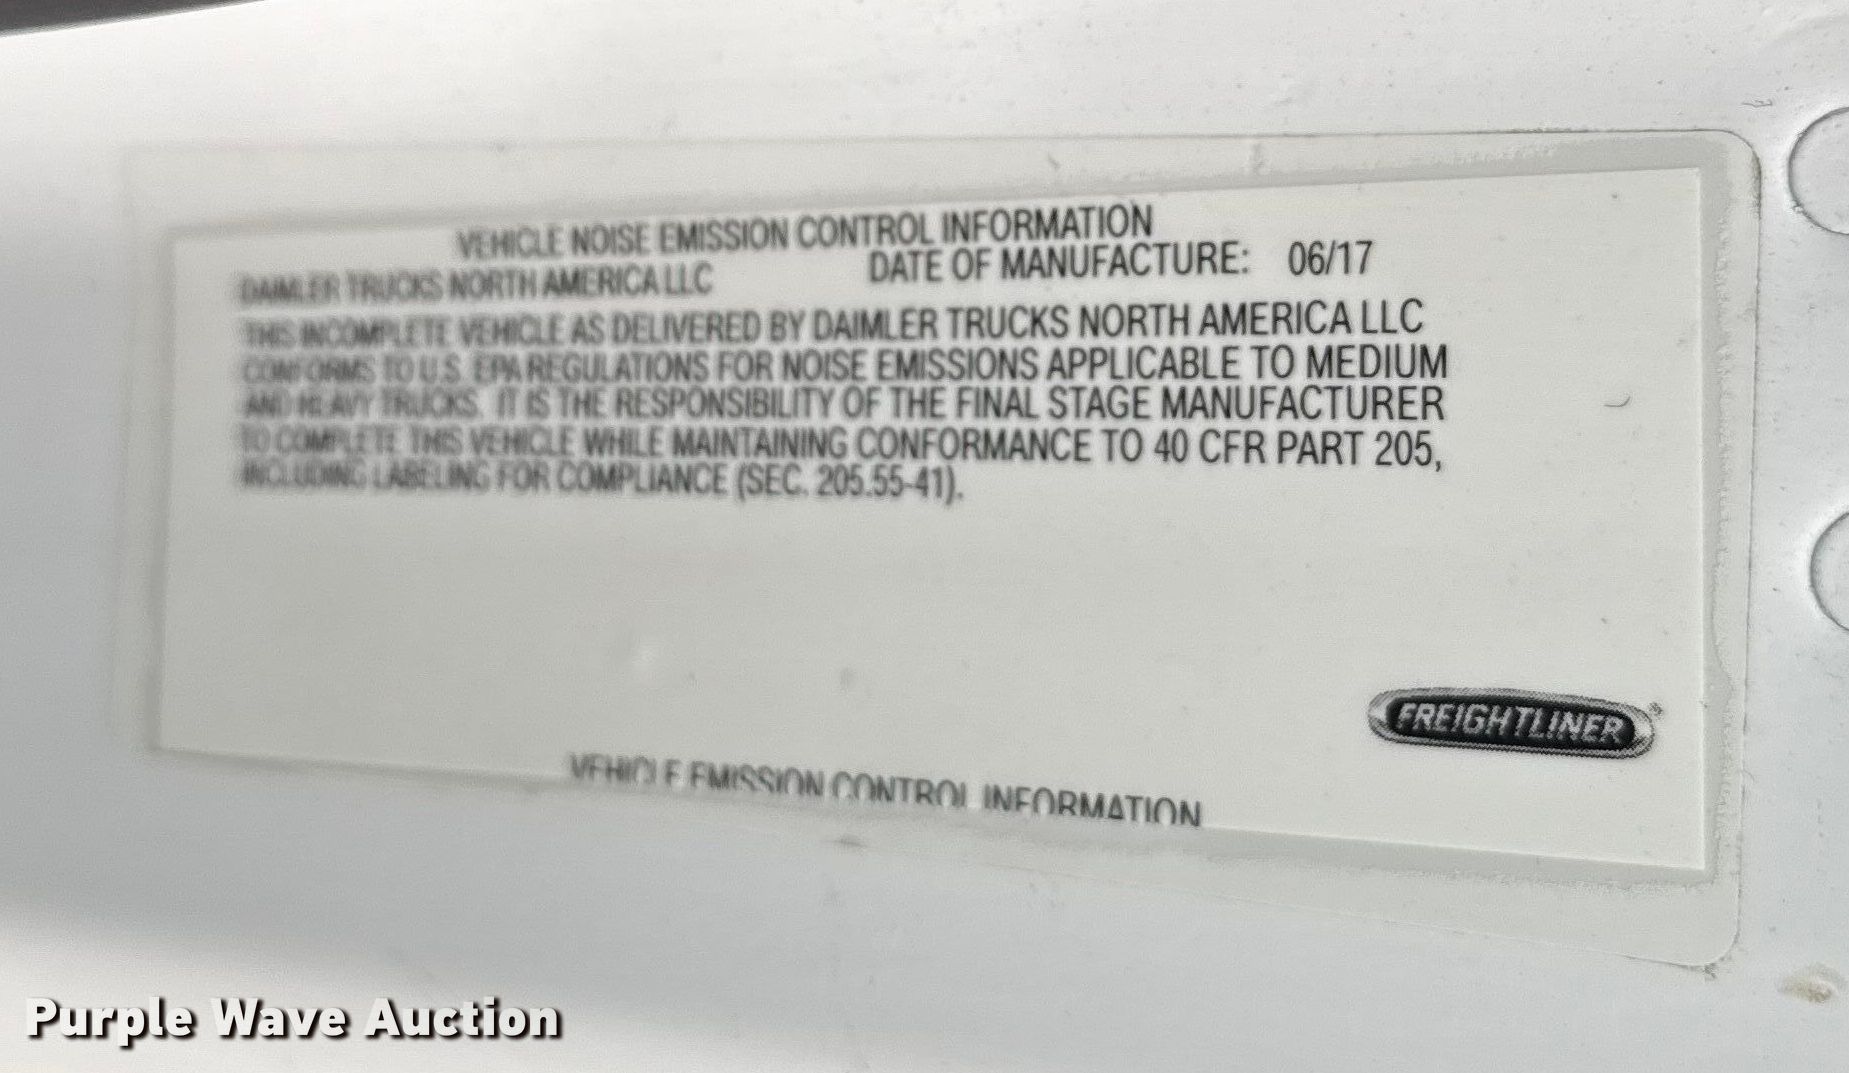 VEHICLE NOISE EMISSION CONTROL INFORMATION
DAIMLER TRUCKS NORTH AMERICA LLC DATE OF MANUFACTURE: 06/17
THIS INCOMPLETE VEHICLE AS DELIVERED BY DAIMLER TRUCKS NORTH AMERICA LLC
CONFORMS TO U.S. EPA REGULATIONS FOR NOISE EMISSIONS APPLICABLE TO MEDIUM
AND HEAVY TRUCKS. IT IS THE RESPONSIBILITY OF THE FINAL STAGE MANUFACTURER
TO COMPLETE THIS VEHICLE WHILE MAINTAINING CONFORMANCE TO 40 CFR PART 205,
INCLUDING LABELING FOR COMPLIANCE (SEC. 205.55-41).
FREIGHTLINER®
VEHICLE EMISSION CONTROL INFORMATION
Purple Wave Auction